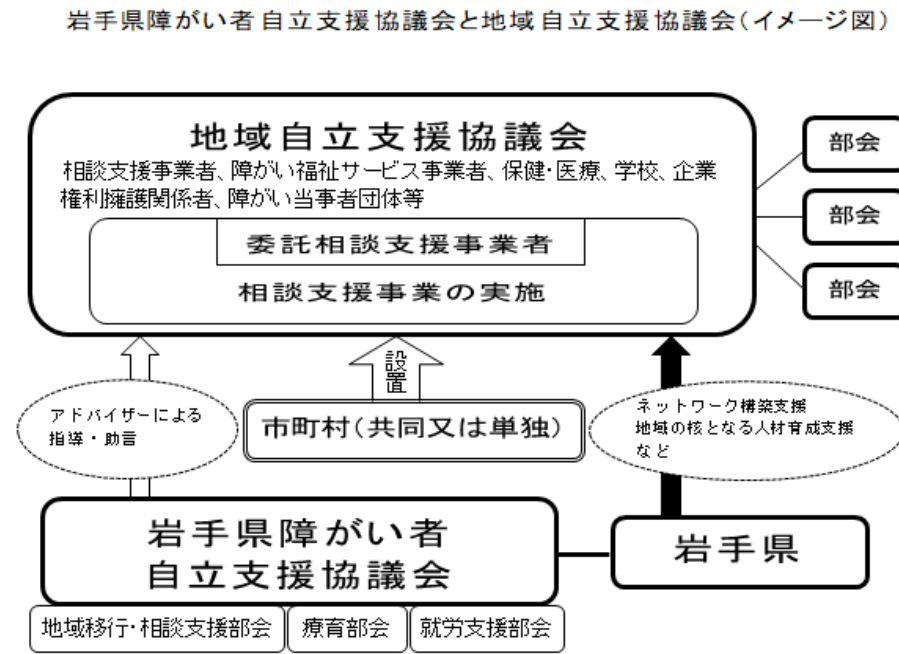 岩手県障がい者自立支援協議会と地域自立支援協議会（イメージ図）
地域自立支援協議会
相談支援事業者、障がい福祉サービス事業者、保健・医療、学校、企業
権利擁護関係者、障がい当事者団体等
委託相談支援事業者
相談支援事業の実施
部会
部会
部会
設置
アドバイザーによる
指導・助言
市町村（共同又は単独）
ネットワーク構築支援
地域の核となる人材育成支援
など
岩手県障がい者
自立支援協議会
岩手県
地域移行・相談支援部会
療育部会
就労支援部会